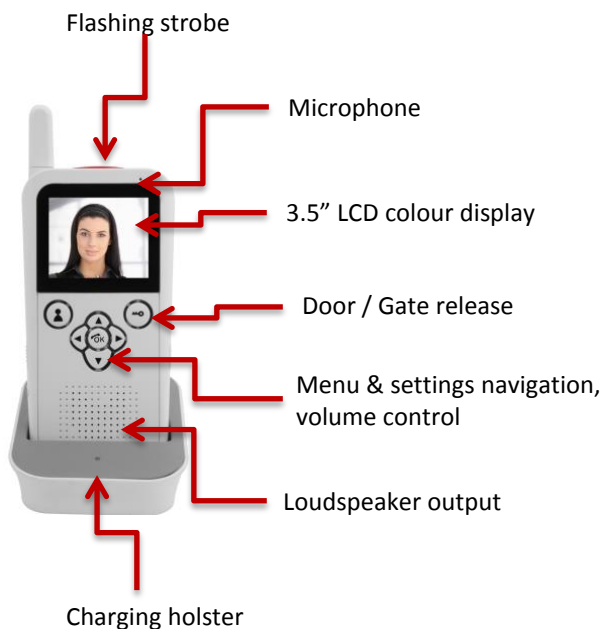 Flashing strobe
Microphone
3.5” LCD colour display
Door / Gate release
OK
Menu & settings navigation,
volume control
Loudspeaker output
Charging holster